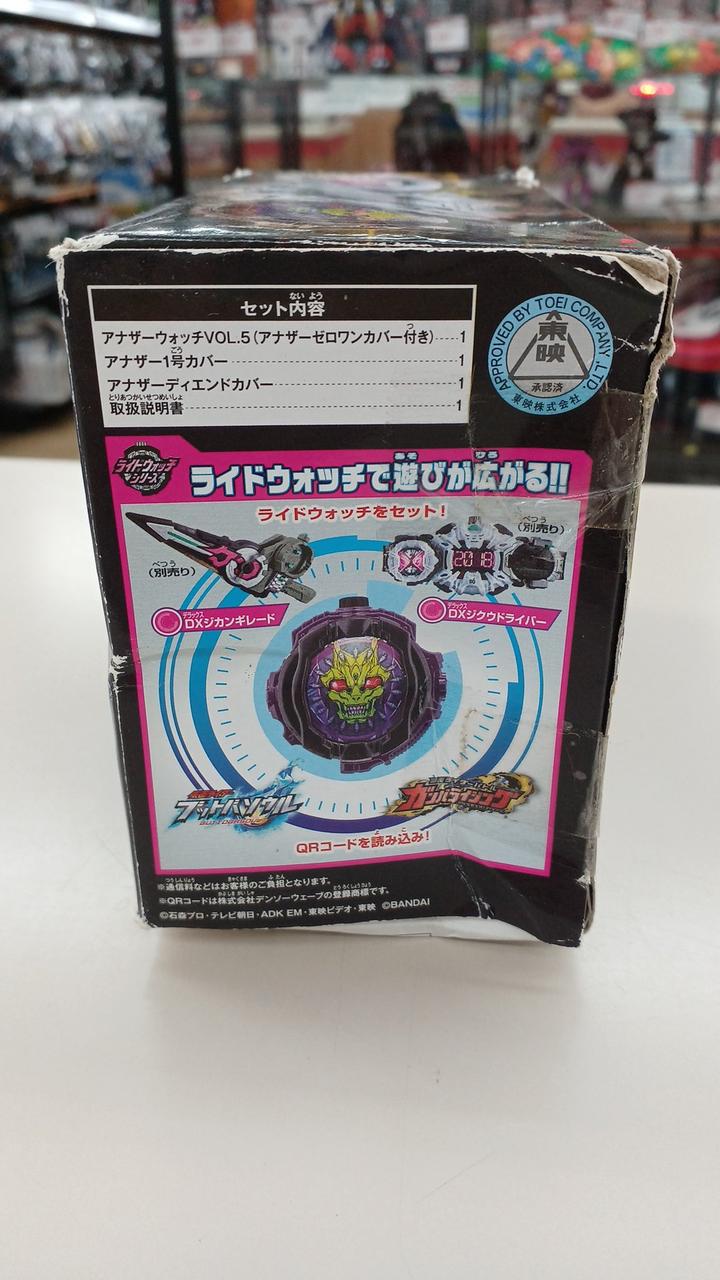 セット内容
アナザーウォッチVOL.5(アナザーゼロワンカバー付き)-----1
アナザー1号カバー-----1
アナザーディエンドカバー-----1
取扱説明書-----1
APPROVED BY TOEI COMPANY,LTD.
東映
承認済
東映株式会社
ライドウォッチ
シリーズ
ライドウォッチで遊びが広がる!!
ライドウォッチをセット!
(別売り)
(別売り)
2018
デラックス
DXジカンギレード
デラックス
DXジクウドライバー
ブットバソウル
ガンバライジング
QRコードを読み込み!
※通信料などはお客様のご負担となります。
※QRコードは株式会社デンソーウェーブの登録商標です。
©石森プロ・テレビ朝日・ADK EM・東映ビデオ・東映 ©BANDAI